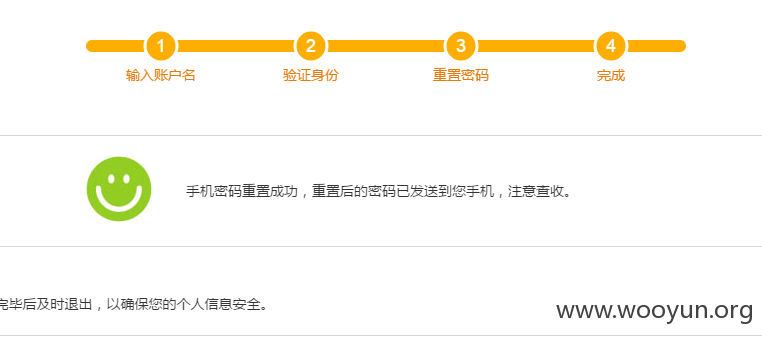 1 2 3 4
输入账户名 验证身份 重置密码 完成
手机密码重置成功，重置后的密码已发送到您手机，注意查收。
完毕后及时退出，以确保您的个人信息安全。
www.wooyun.org